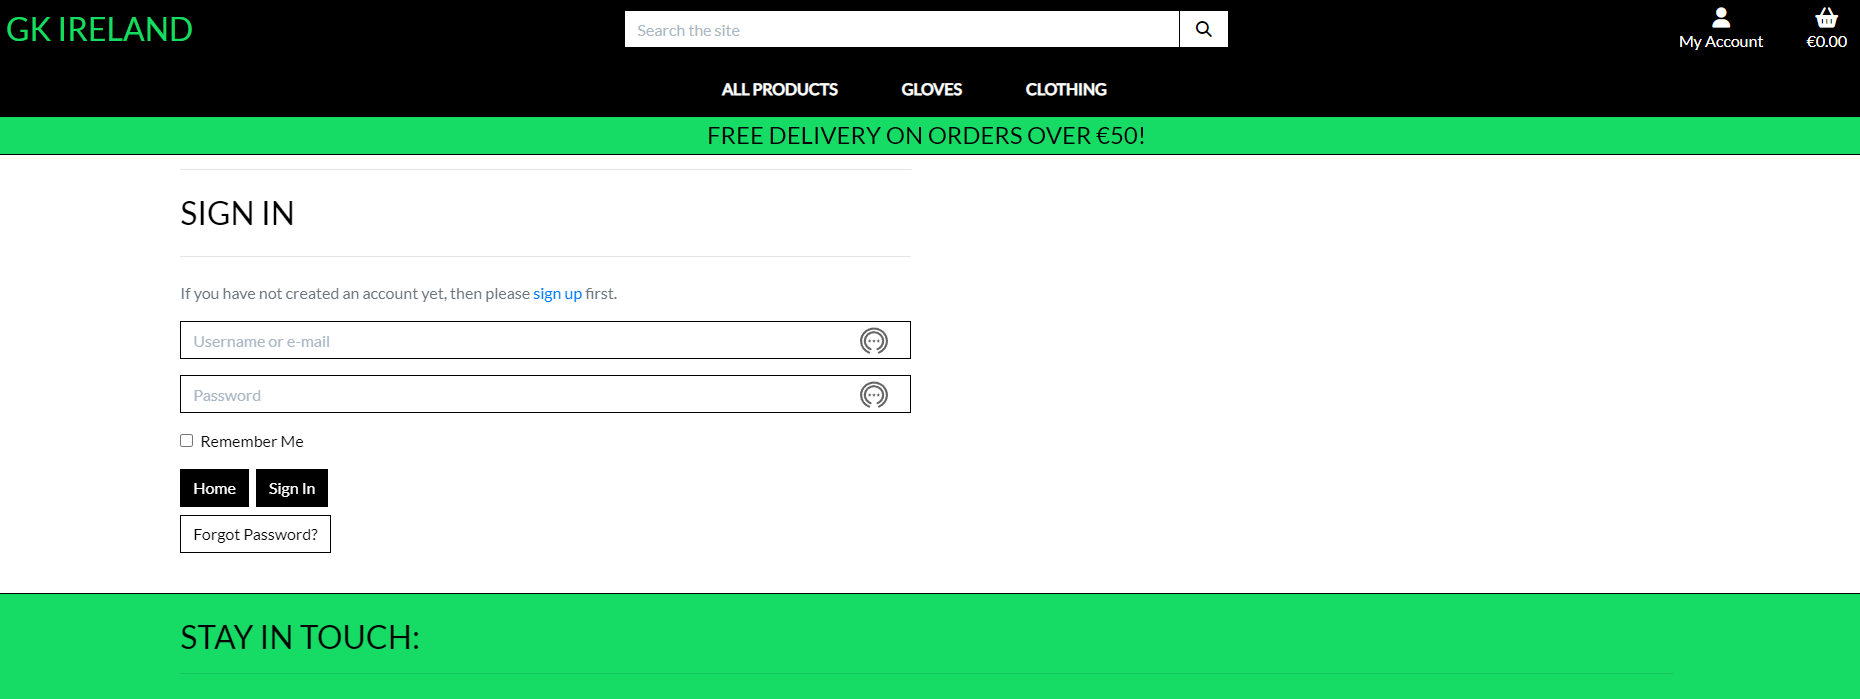 GK IRELAND
Search the site
My Account
€0.00
ALL PRODUCTS
GLOVES
CLOTHING
FREE DELIVERY ON ORDERS OVER €50!
SIGN IN
If you have not created an account yet, then please sign up first.
Username or e-mail
Password
Remember Me
Home
Sign In
Forgot Password?
STAY IN TOUCH: